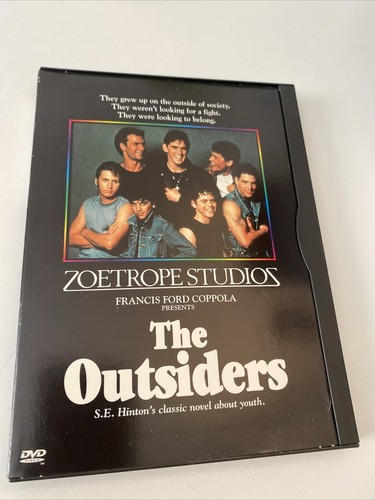 They grew up on the outside of society.
They weren't looking for a fight.
They were looking to belong.
ZOETROPE STUDIOS
FRANCIS FORD COPPOLA
PRESENTS
The
Outsiders
S.E. Hinton's classic novel about youth.
DVD
VIDEO